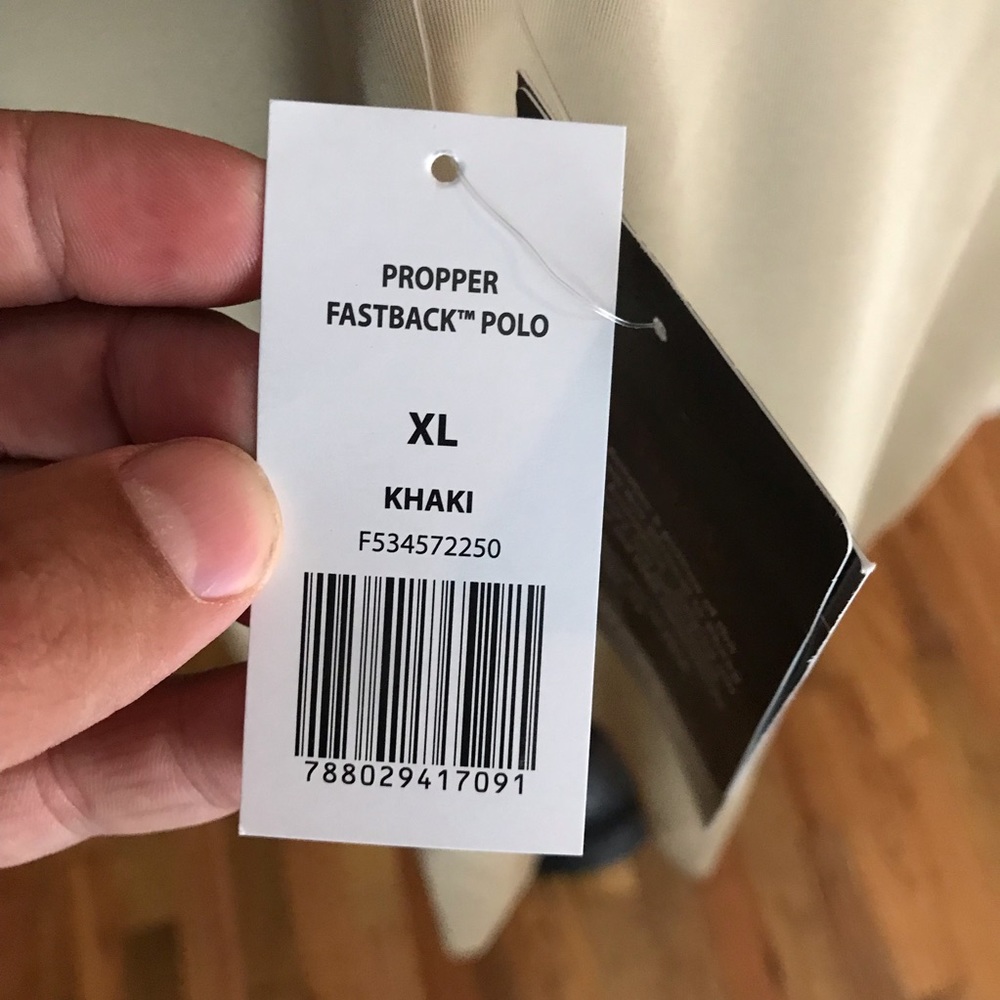 PROPPER
FASTBACK™ POLO
XL
KHAKI
F534572250
788029417091